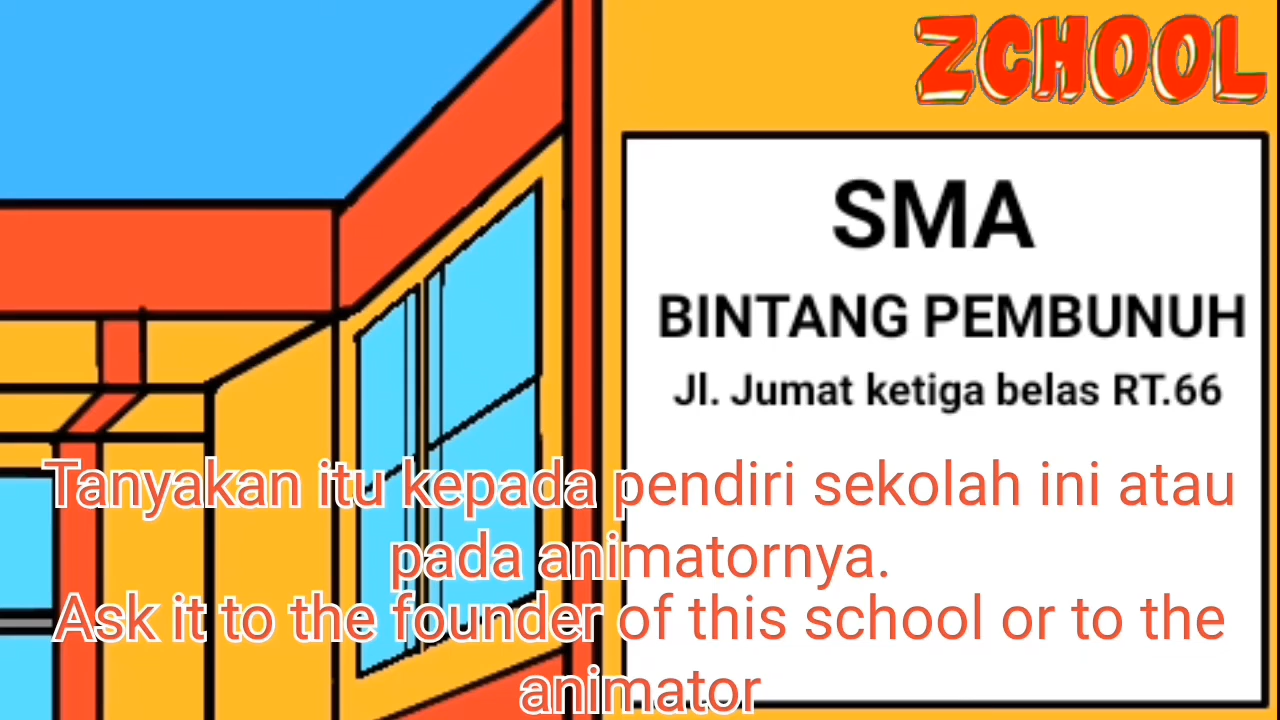 ZCHOOL
SMA
BINTANG PEMBUNUH
Jl. Jumat ketiga belas RT.66
Tanyakan itu kepada pendiri sekolah ini atau
pada animatornya.
Ask it to the founder of this school or to the
animator